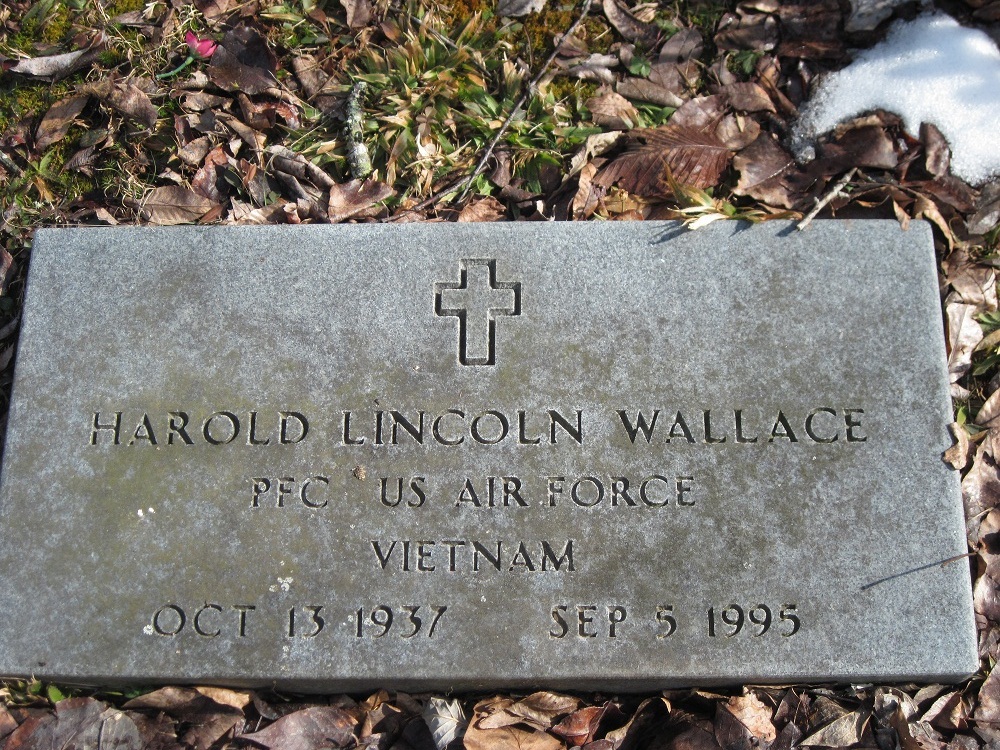 HAROLD LINCOLN WALLACE
PFC US AIR FORCE
VIETNAM
OCT 13 1937 SEP 5 1995